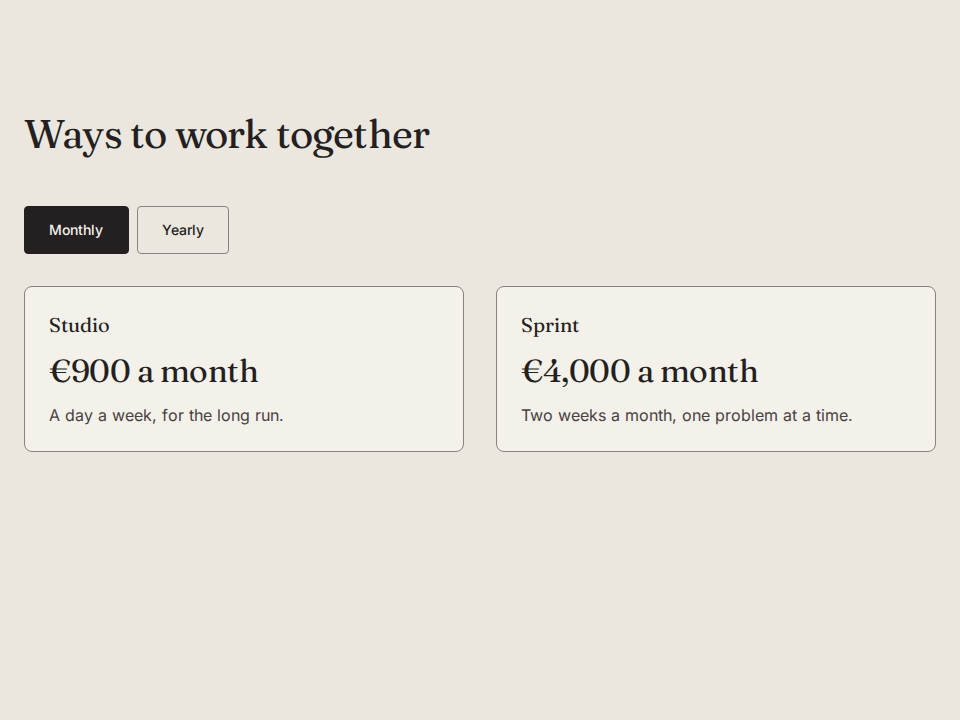 Ways to work together
Monthly
Yearly
Studio
€900 a month
A day a week, for the long run.
Sprint
€4,000 a month
Two weeks a month, one problem at a time.